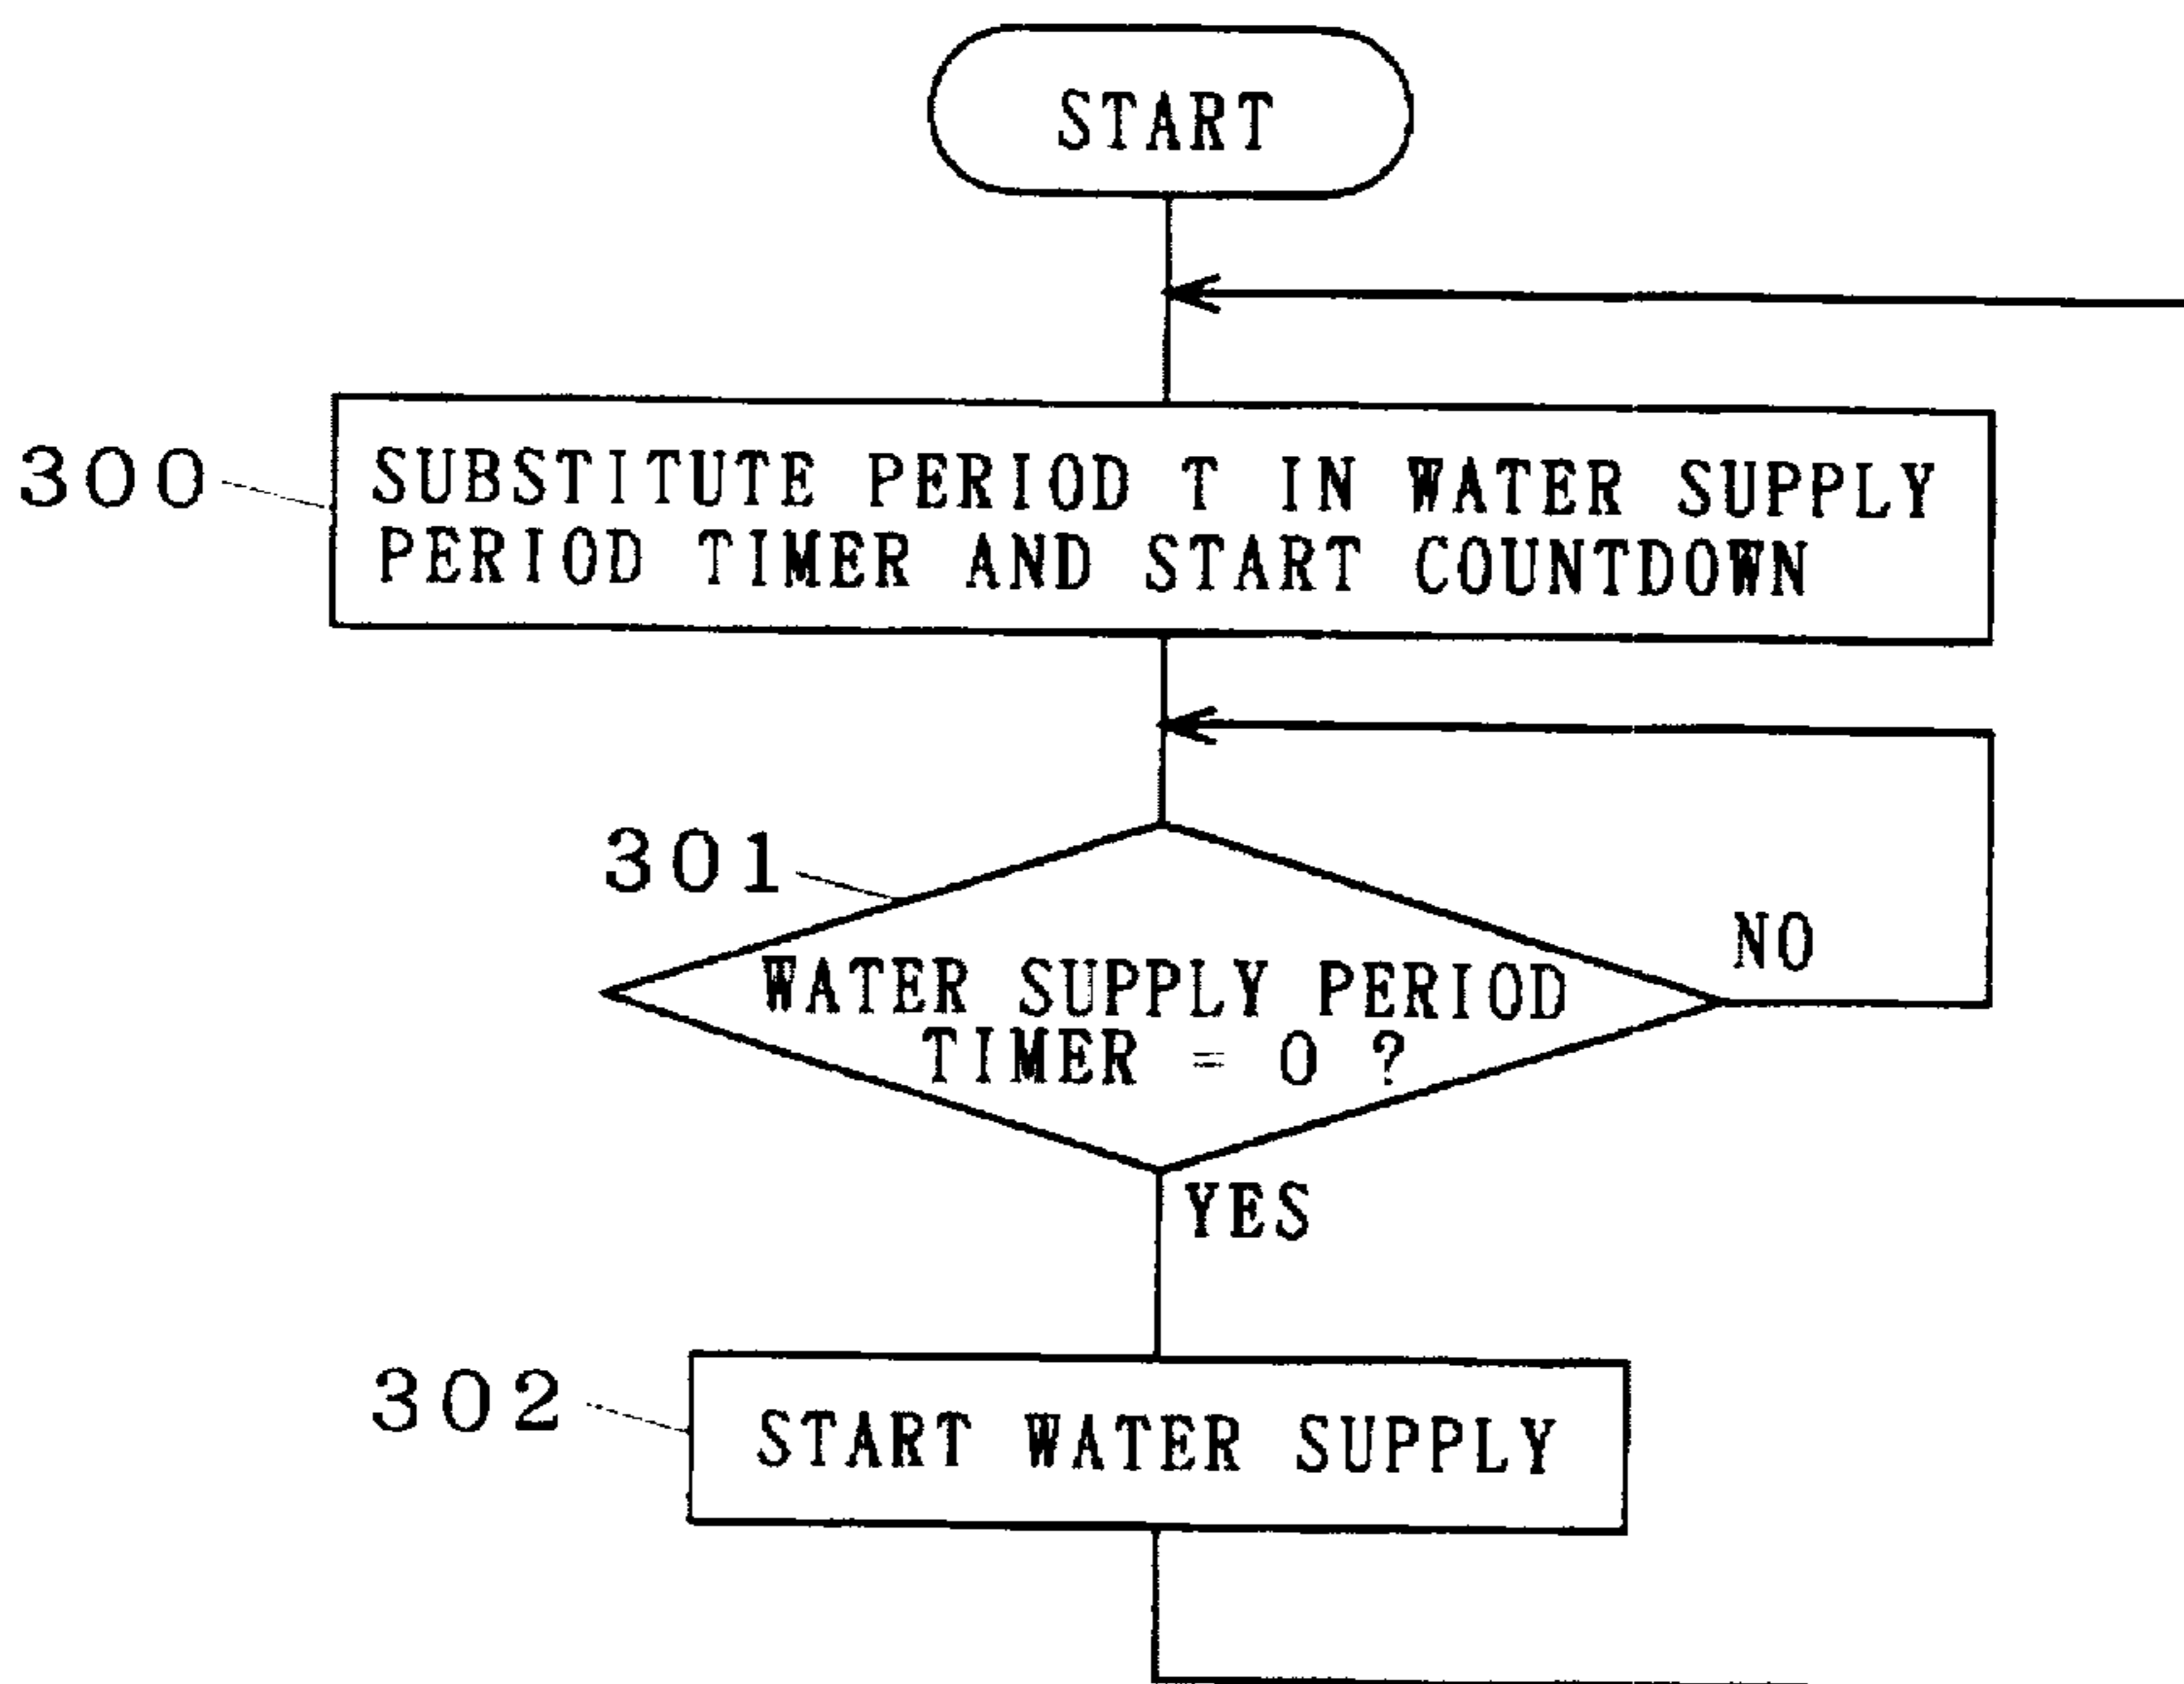 START
300
SUBSTITUTE PERIOD T IN WATER SUPPLY
PERIOD TIMER AND START COUNTDOWN
301
NO
WATER SUPPLY PERIOD
TIMER = 0 ?
YES
302
START WATER SUPPLY